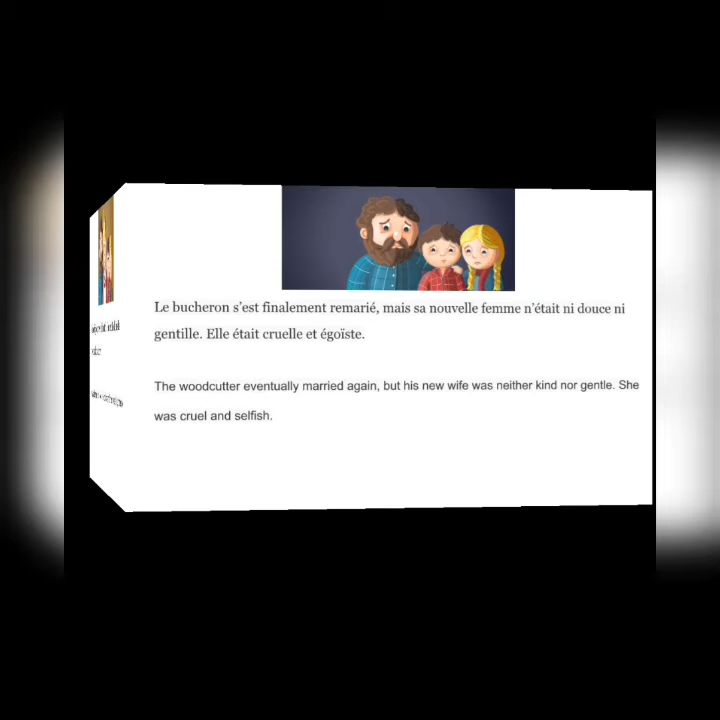 Le bucheron s'est finalement remarié, mais sa nouvelle femme n'était ni douce ni
gentille. Elle était cruelle et égoïste.
The woodcutter eventually married again, but his new wife was neither kind nor gentle. She
was cruel and selfish.